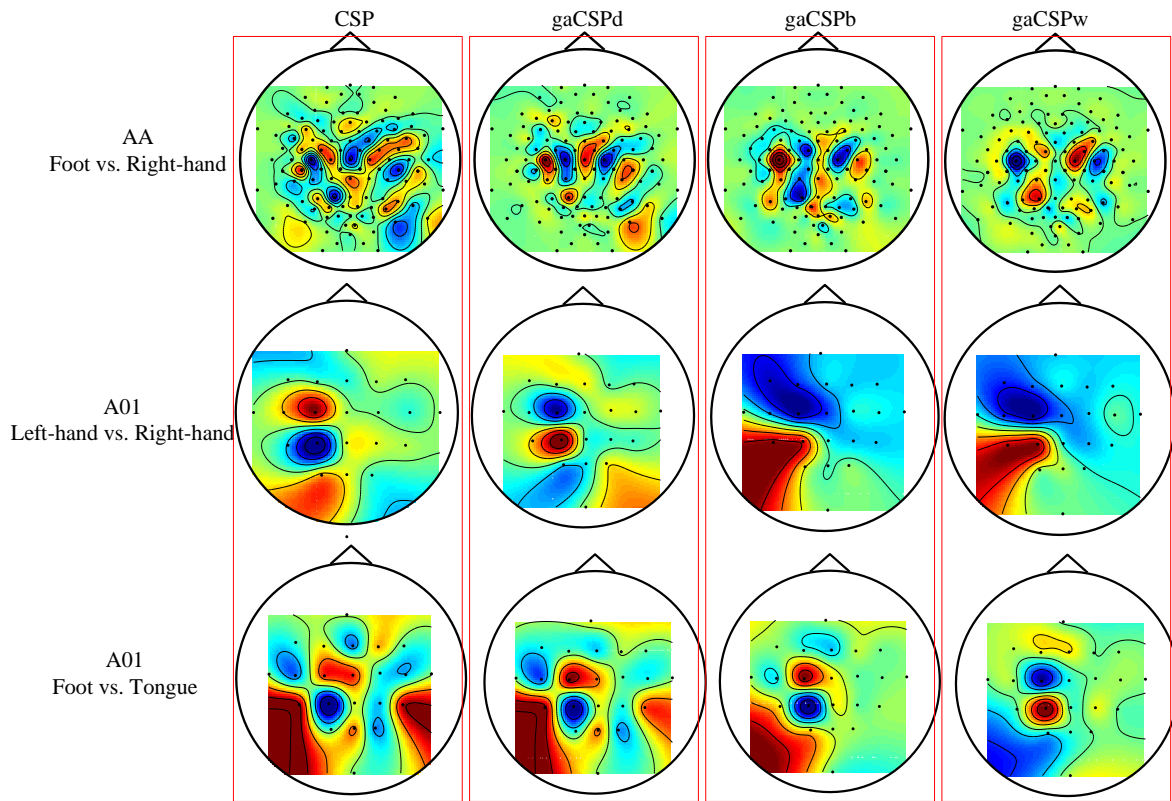 CSP gaCSPd gaCSPb gaCSPw
AA
Foot vs. Right-hand
A01
Left-hand vs. Right-hand
A01
Foot vs. Tongue